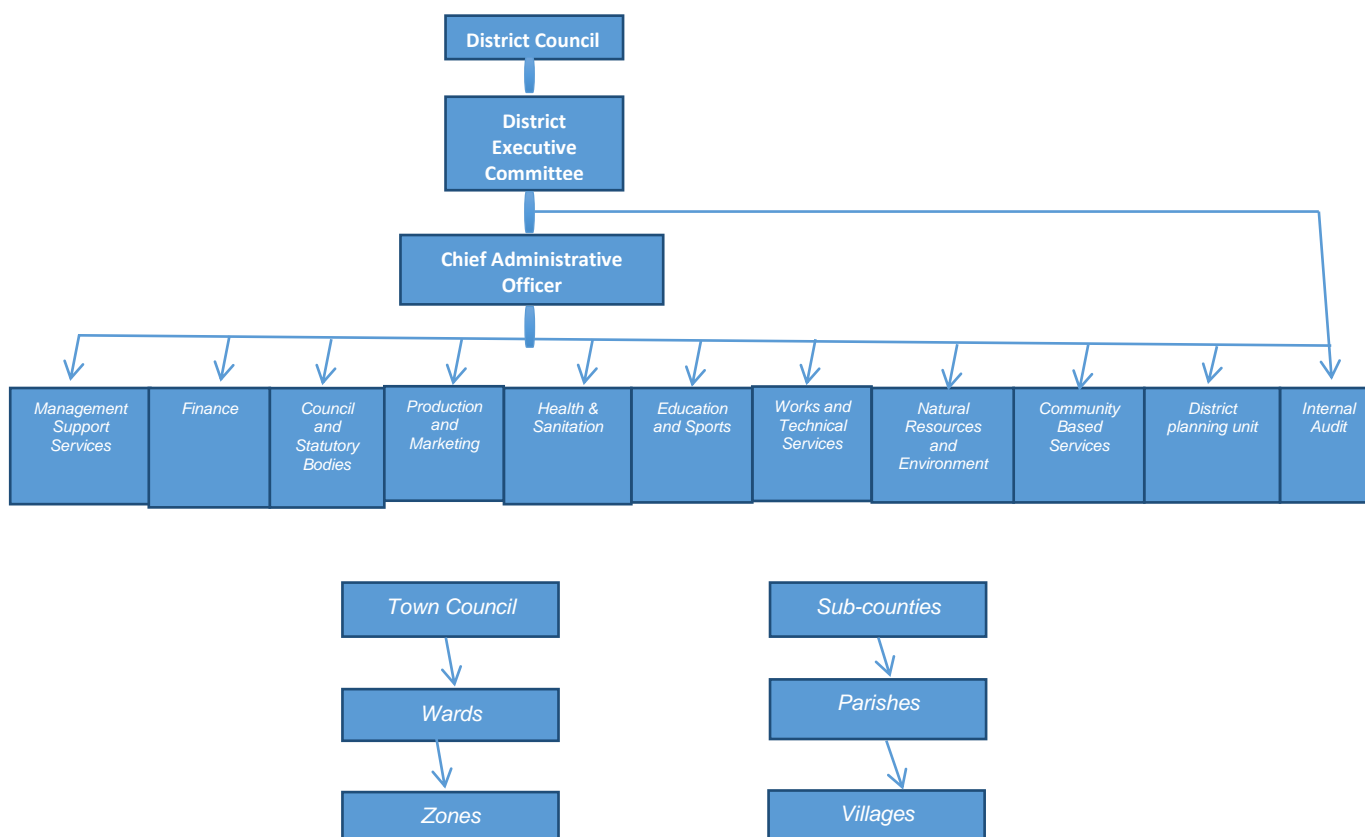 District Council
District
Executive
Committee
Chief Administrative
Officer
Management
Support
Services
Finance
Council
and
Statutory
Bodies
Production
and
Marketing
Health &
Sanitation
Education
and Sports
Works and
Technical
Services
Natural
Resources
and
Environment
Community
Based
Services
District
planning unit
Internal
Audit
Town Council
Sub-counties
Wards
Parishes
Zones
Villages